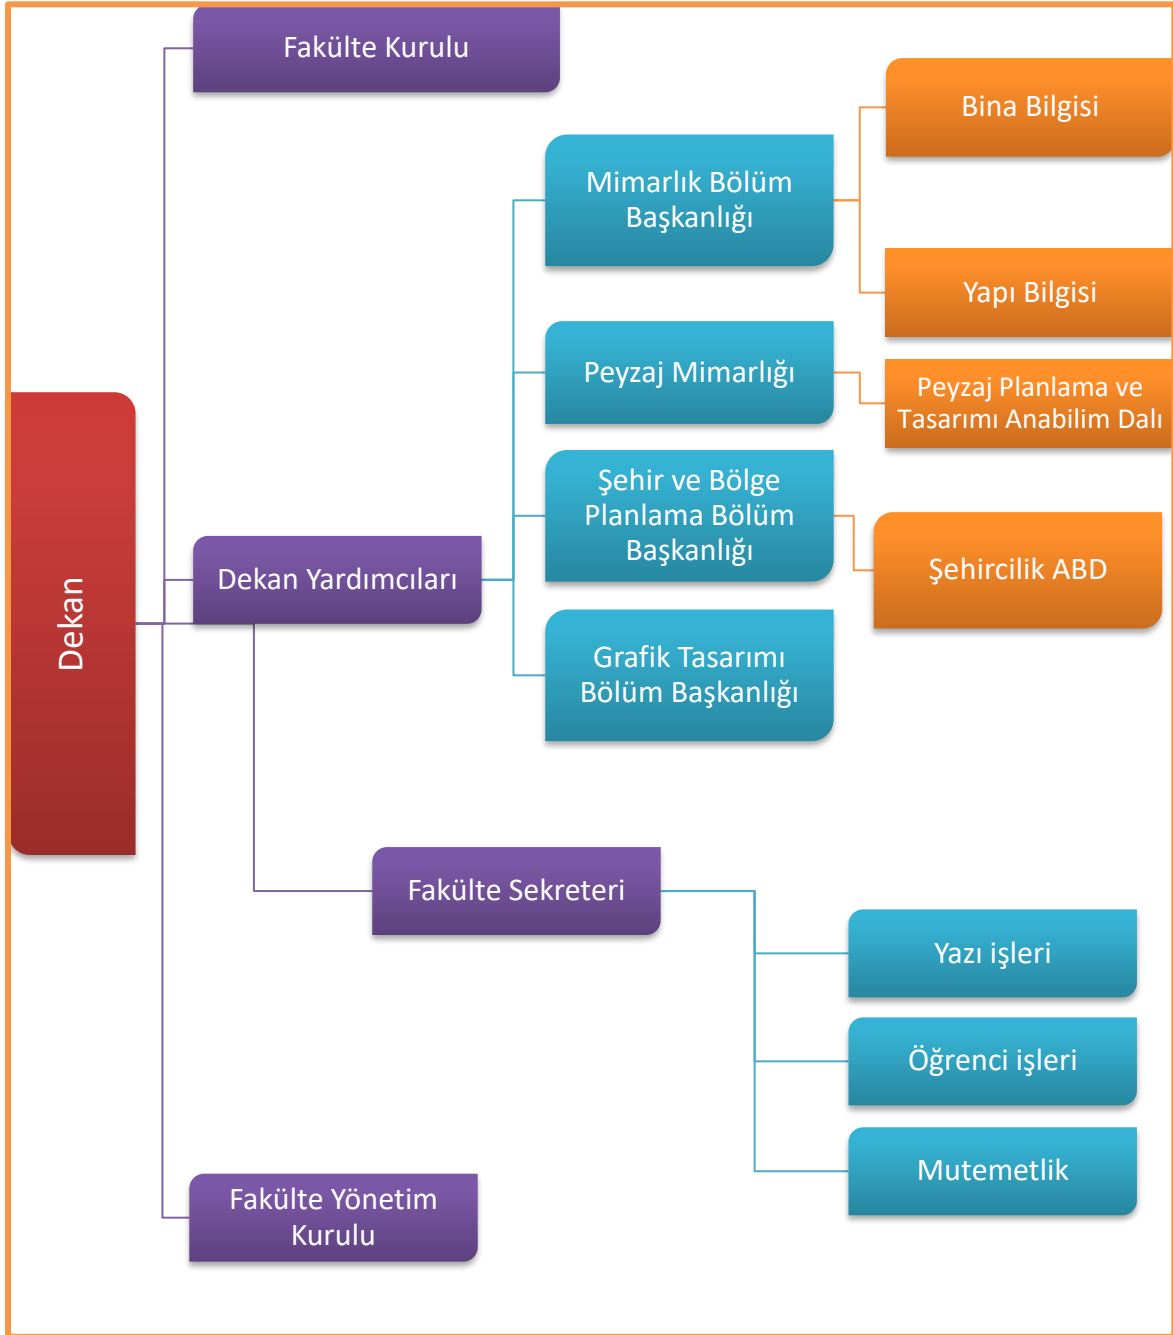 Fakülte Kurulu
Bina Bilgisi
Mimarlık Bölüm
Başkanlığı
Yapı Bilgisi
Peyzaj Mimarlığı
Peyzaj Planlama ve
Tasarımı Anabilim Dalı
Şehir ve Bölge
Planlama Bölüm
Başkanlığı
Şehircilik ABD
Dekan Yardımcıları
Dekan
Grafik Tasarımı
Bölüm Başkanlığı
Fakülte Sekreteri
Yazı işleri
Öğrenci işleri
Mutemetlik
Fakülte Yönetim
Kurulu